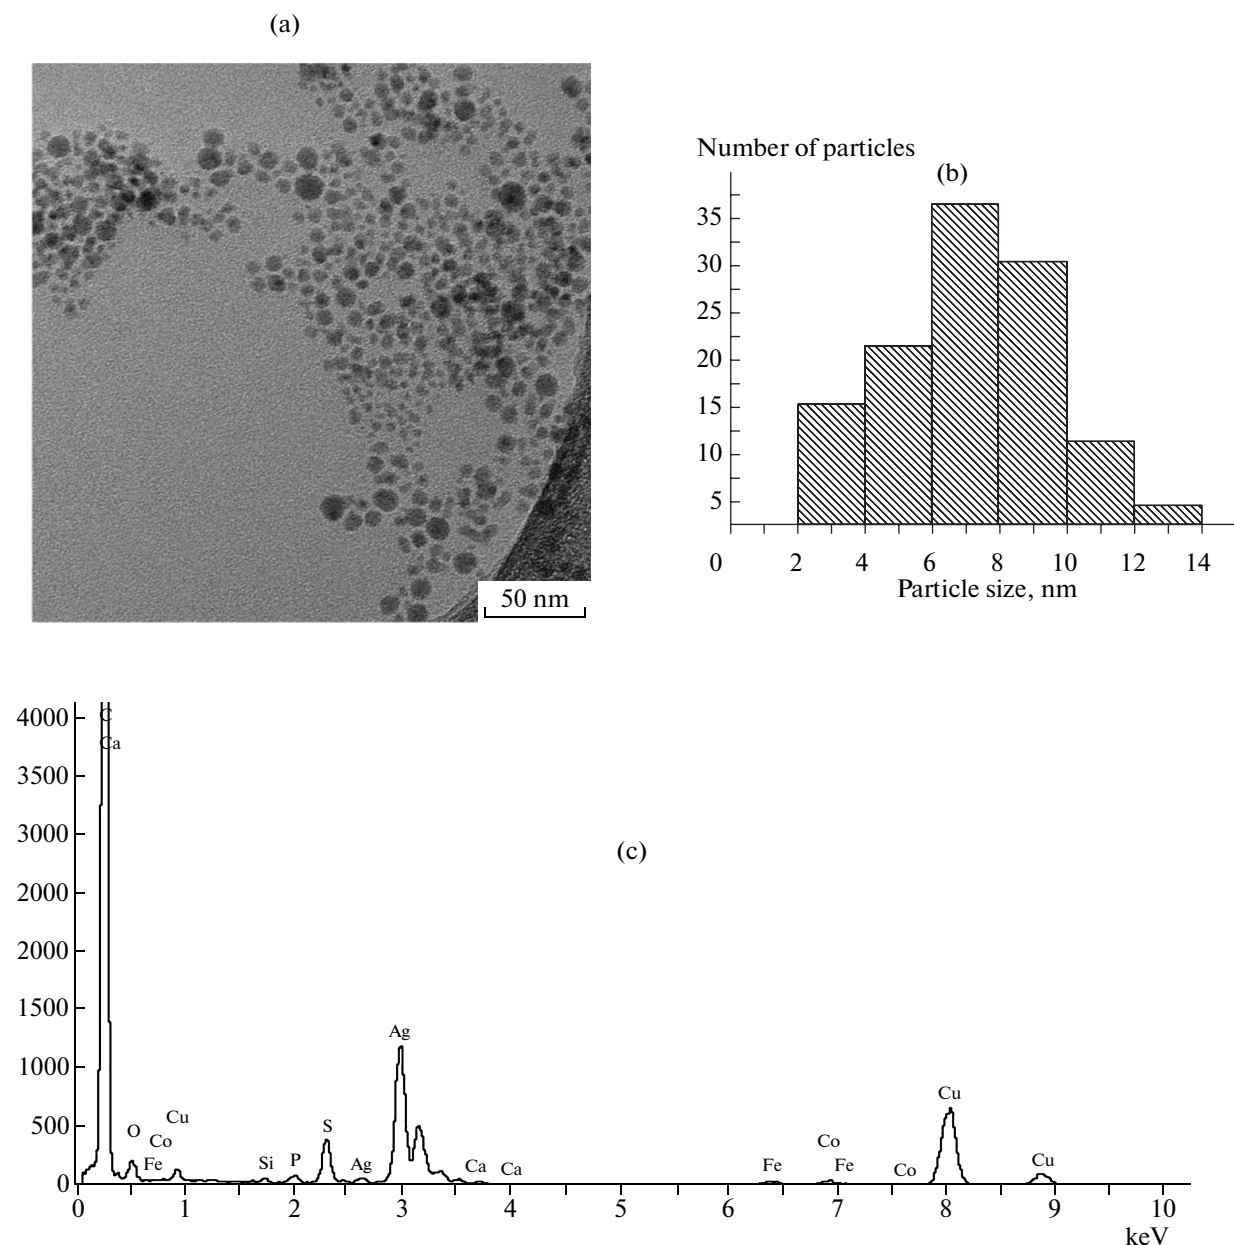 (a)
50 nm
Number of particles
(b)
35
30
25
20
15
10
5
0 2 4 6 8 10 12 14
Particle size, nm
(c)
4000
3500
3000
2000
2000
1500
1000
500
0
C
Ca
O
Fe
Co
Cu
Si
P
S
Ag
Ag
Ca
Ca
Fe
Co
Fe
Co
Cu
Cu
0 1 2 3 4 5 6 7 8 9 10
keV